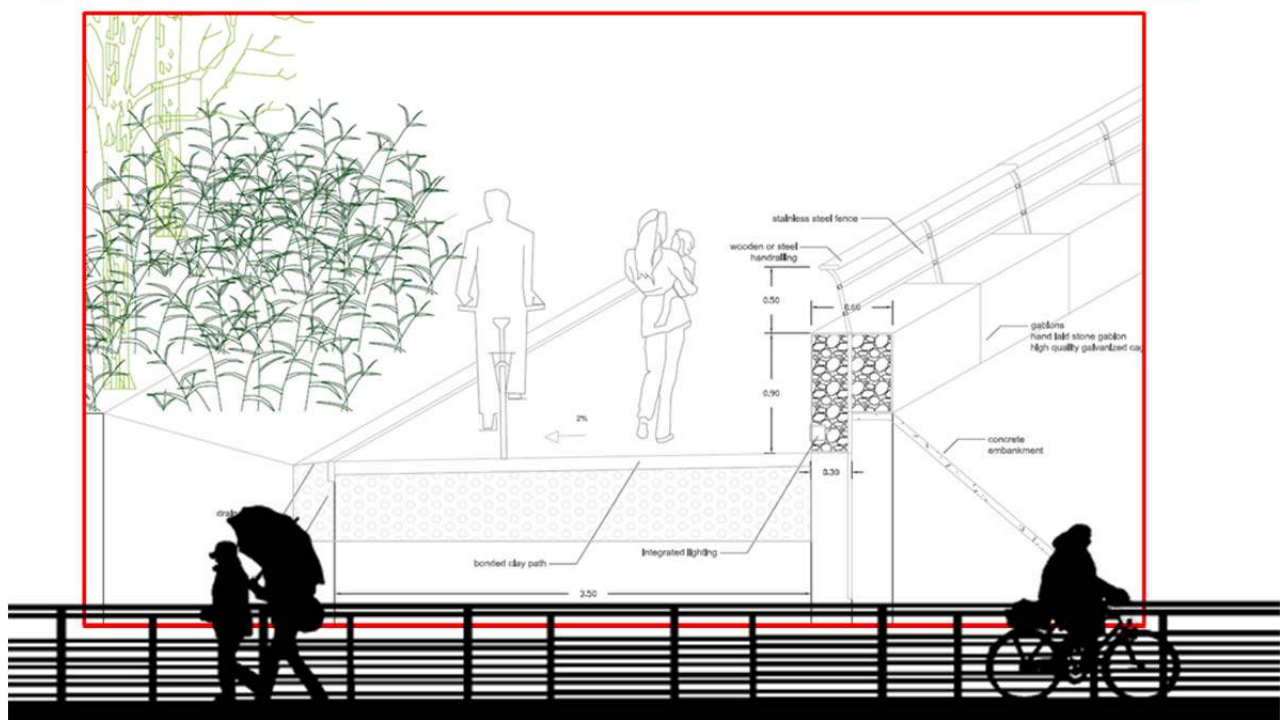 stainless steel fence
wooden or steel
handrailing
0.50
0.60
gabions
hand laid stone gabion
high quality galvanized
0.90
2%
concrete
embankment
0.30
integrated lighting
bonded clay path
3.50